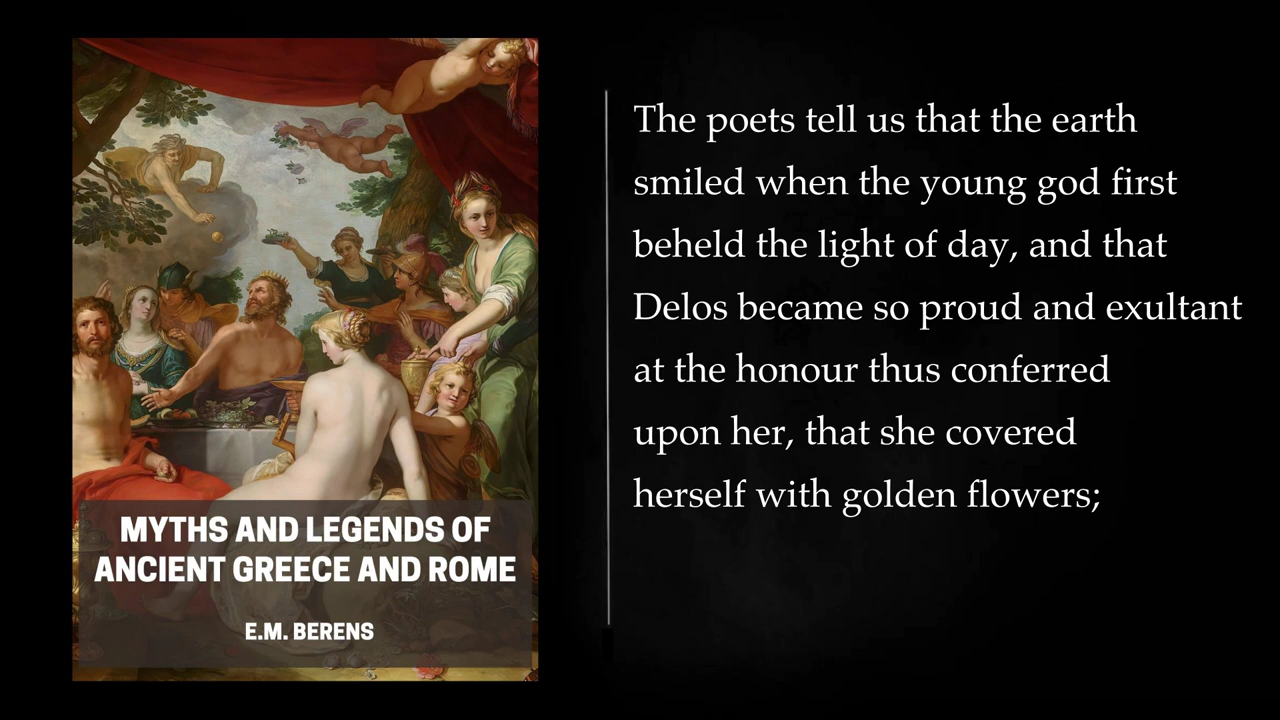 MYTHS AND LEGENDS OF
ANCIENT GREECE AND ROME
E.M. BERENS
The poets tell us that the earth
smiled when the young god first
beheld the light of day, and that
Delos became so proud and exultant
at the honour thus conferred
upon her, that she covered
herself with golden flowers;